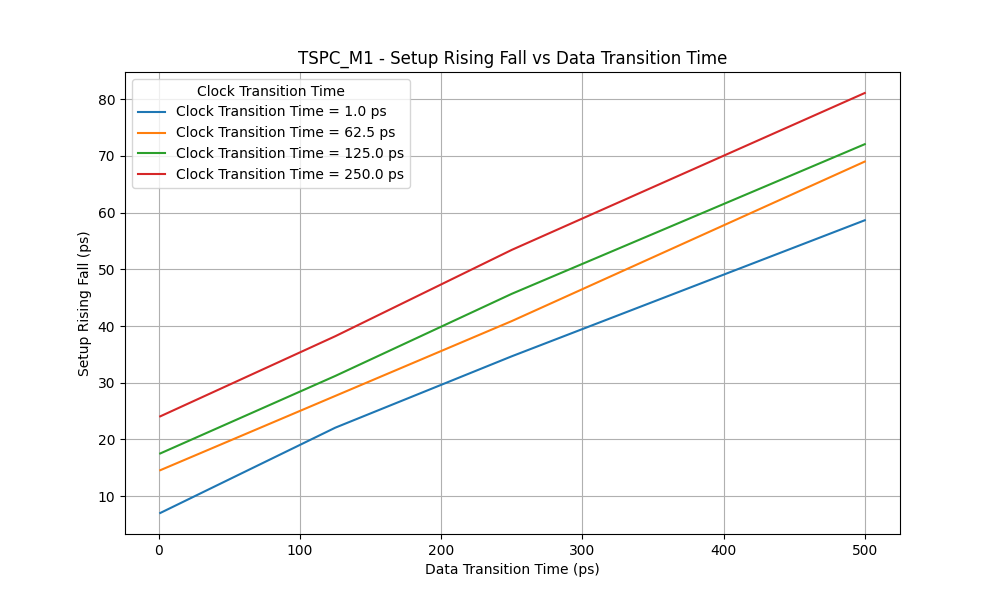 TSPC_M1 - Setup Rising Fall vs Data Transition Time
Clock Transition Time
Clock Transition Time = 1.0 ps
Clock Transition Time = 62.5 ps
Clock Transition Time = 125.0 ps
Clock Transition Time = 250.0 ps
80
70
60
50
40
30
20
10
Setup Rising Fall (ps)
0 100 200 300 400 500
Data Transition Time (ps)